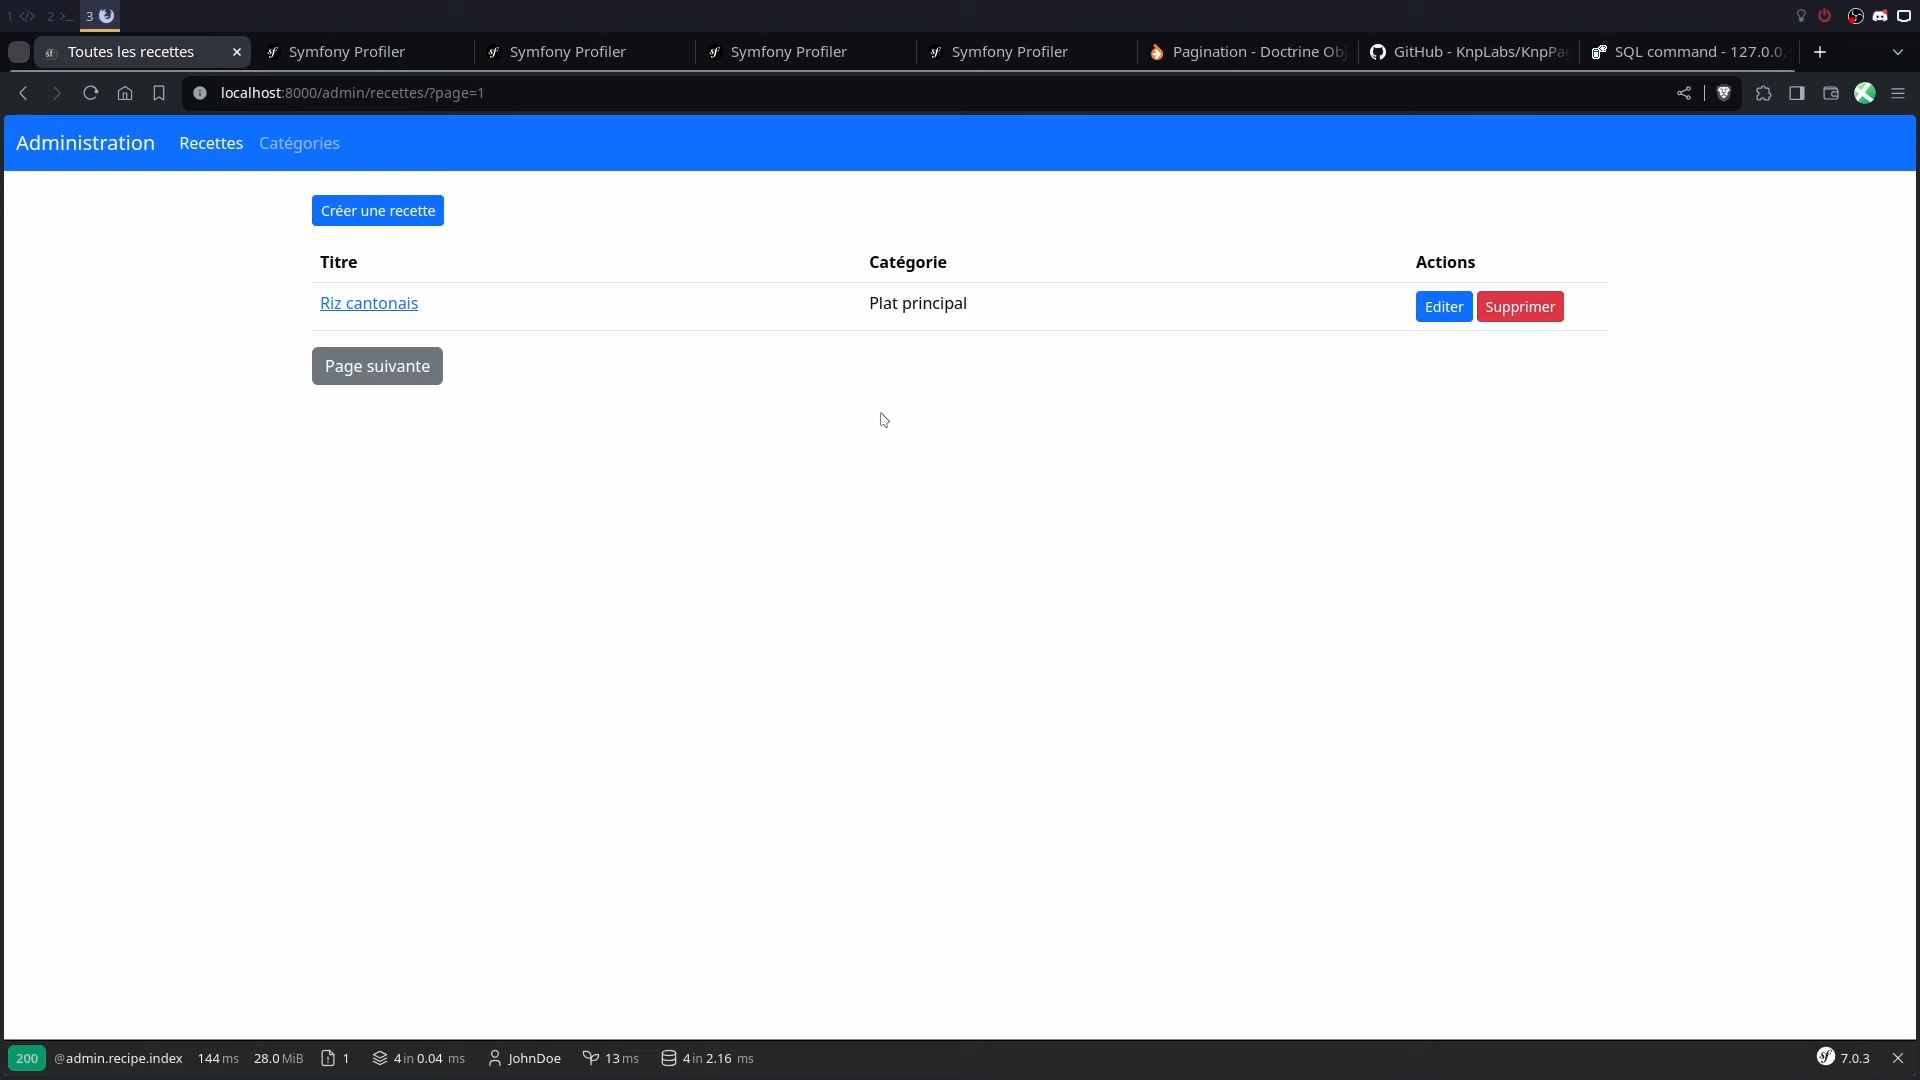 1 2 3
Toutes les recettes Symfony Profiler Symfony Profiler Symfony Profiler Symfony Profiler Pagination - Doctrine Ob GitHub - KnpLabs/KnpPa SQL command - 127.0.0.
localhost:8000/admin/recettes/?page=1
Administration Recettes Catégories
Créer une recette
Titre Catégorie Actions
Riz cantonais Plat principal Editer Supprimer
Page suivante
200 @admin.recipe.index 144 ms 28.0 MiB 1 4 in 0.04 ms JohnDoe 13 ms 4 in 2.16 ms 7.0.3